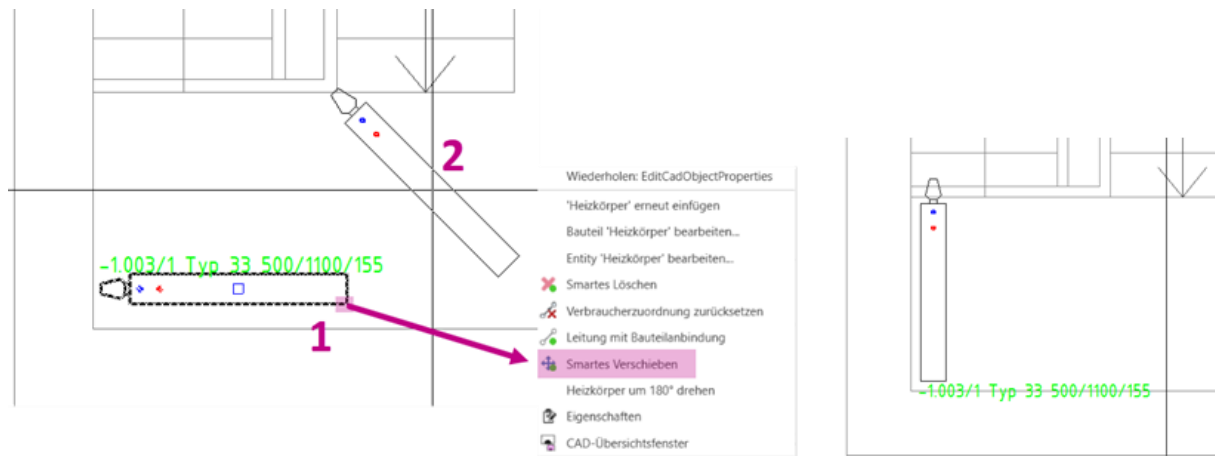 2
-1.003/1 Typ 33 500/1100/155
1
Wiederholen: EditCadObjectProperties
'Heizkörper' erneut einfügen
Bauteil 'Heizkörper' bearbeiten...
Entity 'Heizkörper' bearbeiten...
Smartes Löschen
Verbraucherzuordnung zurücksetzen
Leitung mit Bauteilanbindung
Smartes Verschieben
Heizkörper um 180° drehen
Eigenschaften
CAD-Übersichtsfenster
-1.003/1 Typ 33 500/1100/155